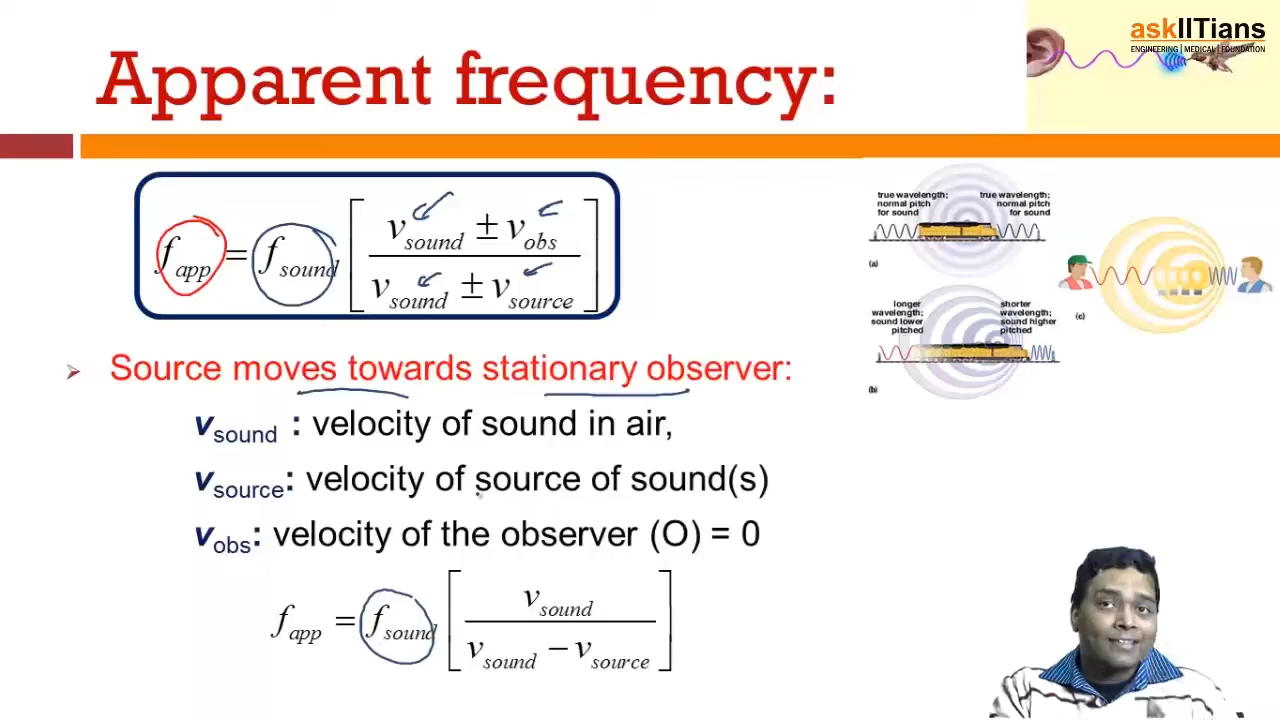 askIITians
ENGINEERING | MEDICAL | FOUNDATION
Apparent frequency:
f_app = f_sound [ (v_sound ± v_obs) / (v_sound ± v_source) ]
true wavelength; normal pitch for sound
true wavelength; normal pitch for sound
(a)
longer wavelength; sound lower pitched
shorter wavelength; sound higher pitched
(c)
(b)
Source moves towards stationary observer:
v_sound : velocity of sound in air,
v_source: velocity of source of sound(s)
v_obs: velocity of the observer (O) = 0
f_app = f_sound [ v_sound / (v_sound − v_source) ]